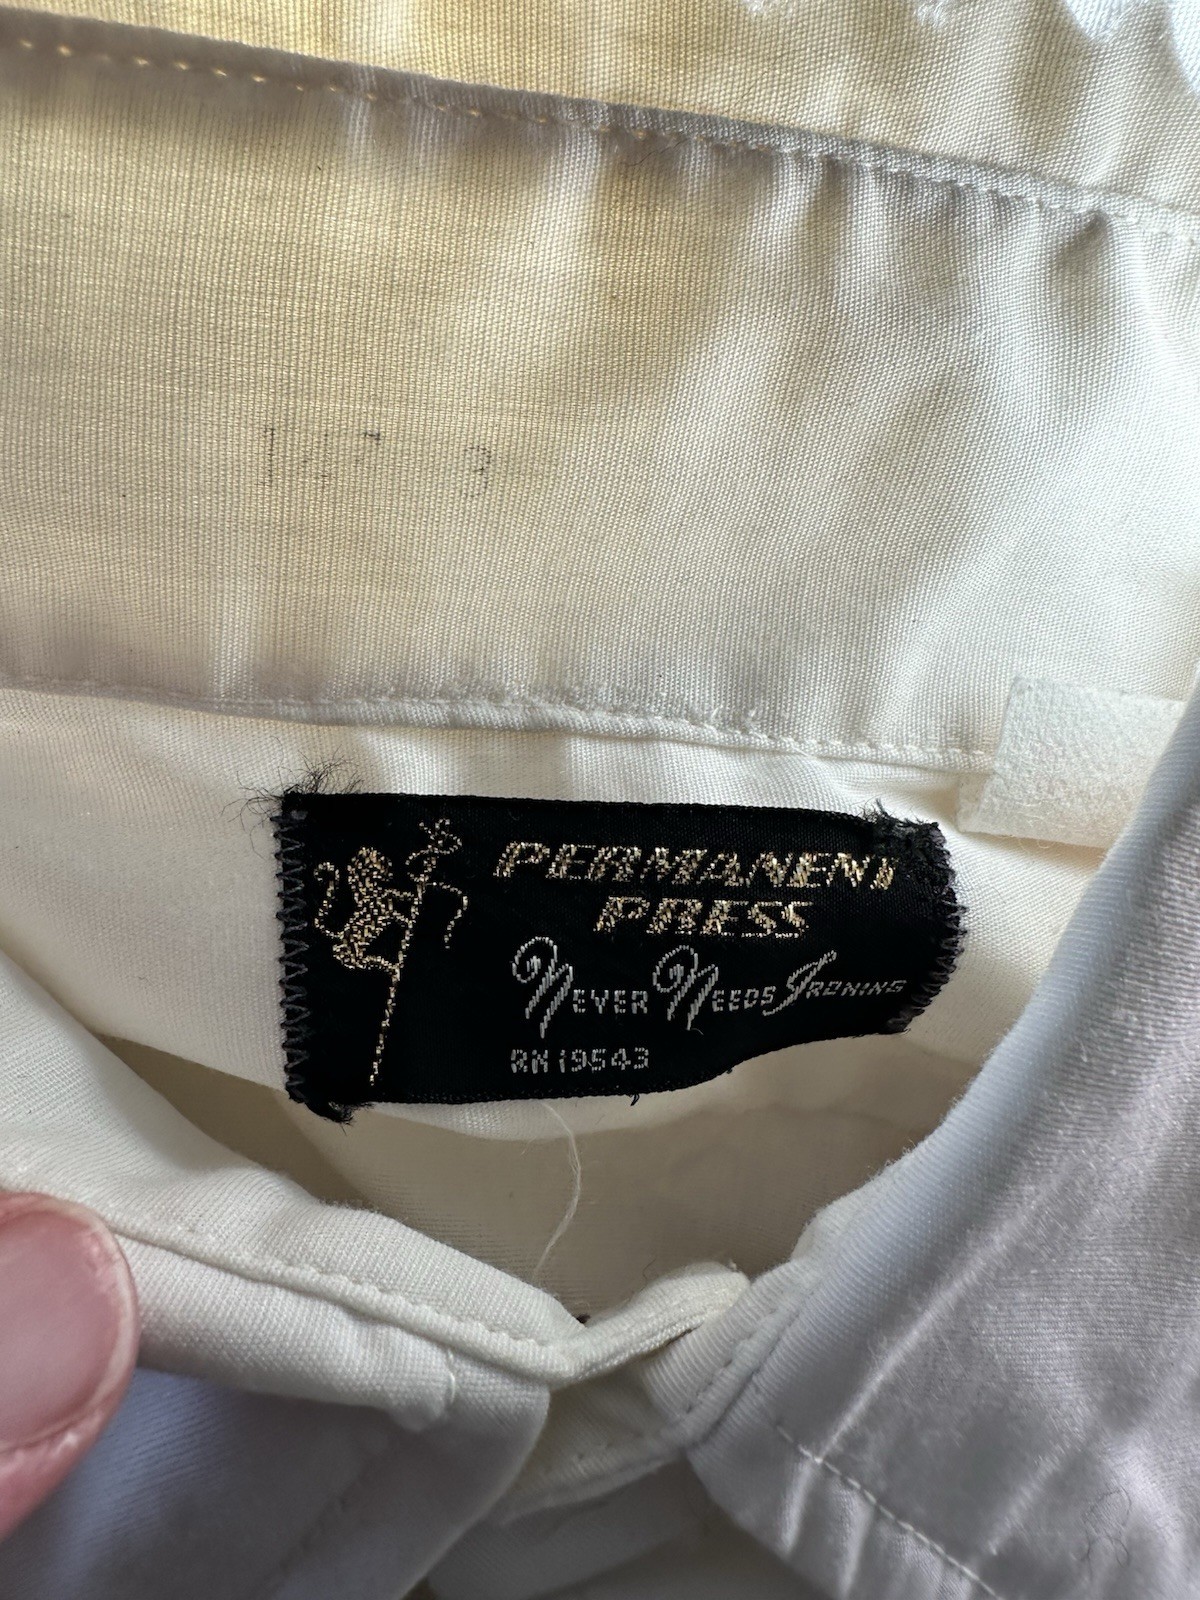 PERMANENT
PRESS
Never Needs Ironing
RN 19543